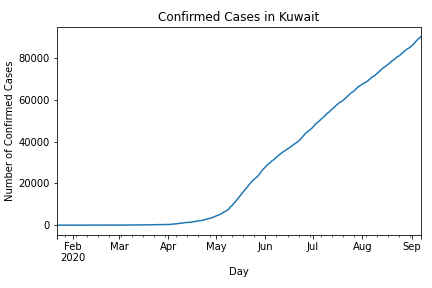 Confirmed Cases in Kuwait
Number of Confirmed Cases
80000
60000
40000
20000
0
Feb Mar Apr May Jun Jul Aug Sep
2020
Day